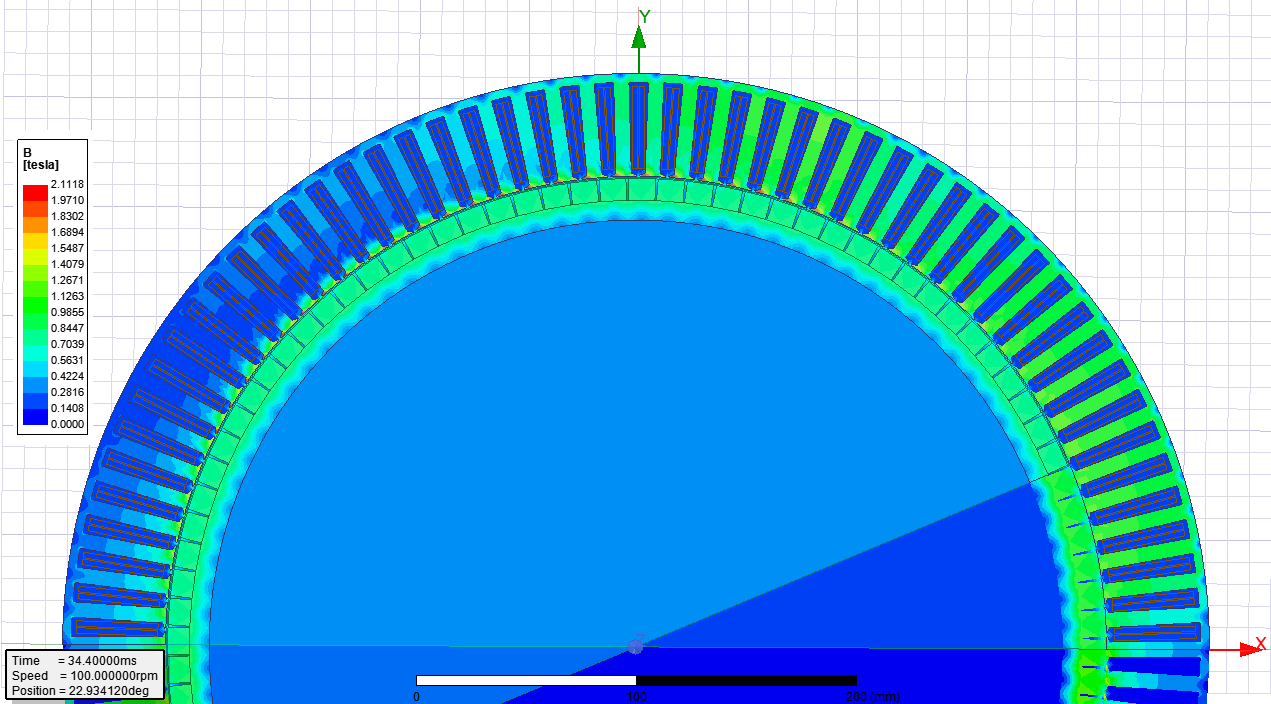 Y
B
[tesla]
2.1118
1.9710
1.8302
1.6894
1.5487
1.4079
1.2671
1.1263
0.9855
0.8447
0.7039
0.5631
0.4224
0.2816
0.1408
0.0000
X
Time = 34.40000ms
Speed = 100.000000rpm
Position = 22.934120deg
0 100 200 (mm)